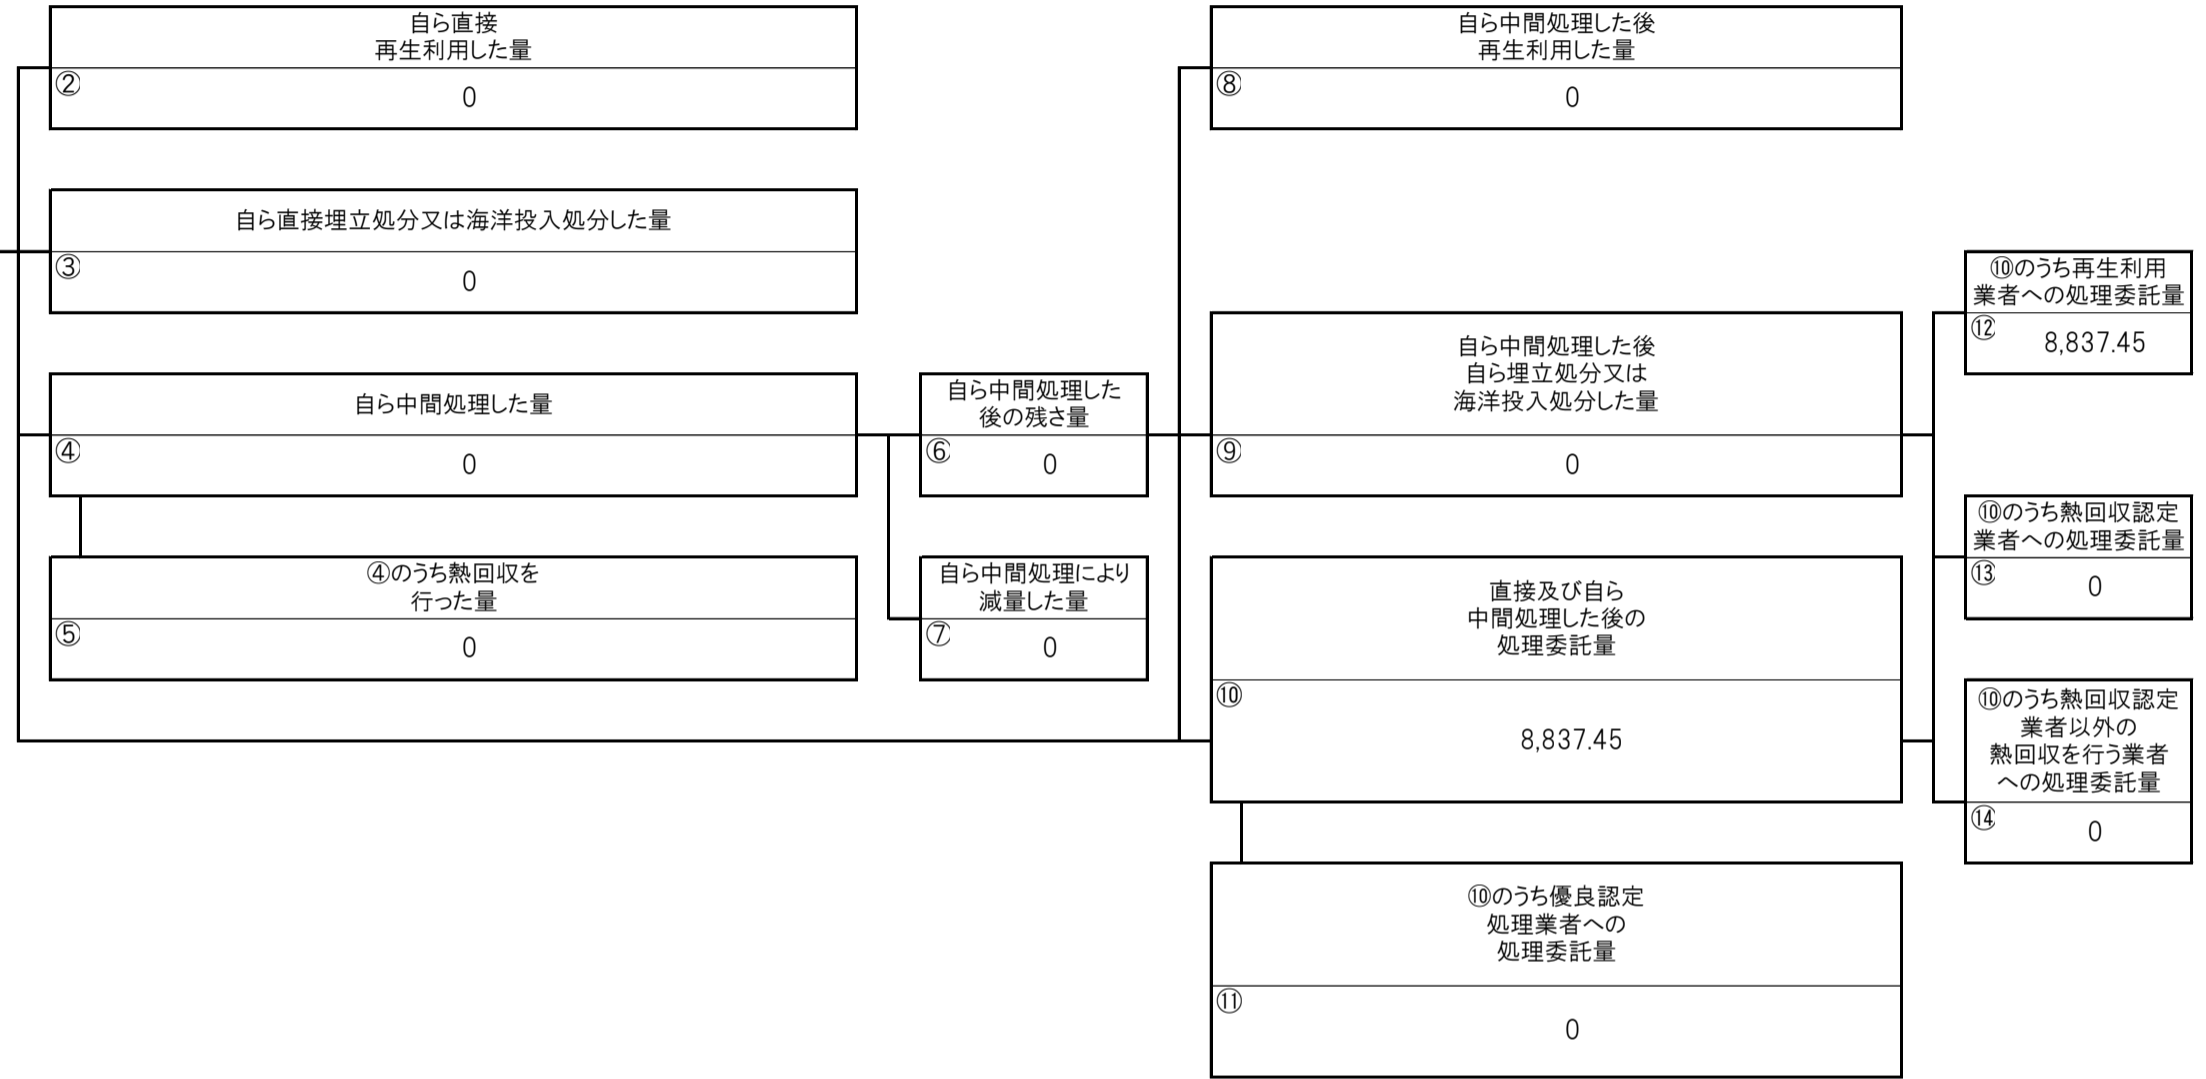 自ら直接
再生利用した量
②
0
自ら直接埋立処分又は海洋投入処分した量
③
0
自ら中間処理した量
④
0
④のうち熱回収を
行った量
⑤
0
自ら中間処理した
後の残さ量
⑥
0
自ら中間処理により
減量した量
⑦
0
自ら中間処理した後
再生利用した量
⑧
0
自ら中間処理した後
自ら埋立処分又は
海洋投入処分した量
⑨
0
直接及び自ら
中間処理した後の
処理委託量
⑩
8,837.45
⑩のうち優良認定
処理業者への
処理委託量
⑪
0
⑩のうち再生利用
業者への処理委託量
⑫
8,837.45
⑩のうち熱回収認定
業者への処理委託量
⑬
0
⑩のうち熱回収認定
業者以外の
熱回収を行う業者
への処理委託量
⑭
0